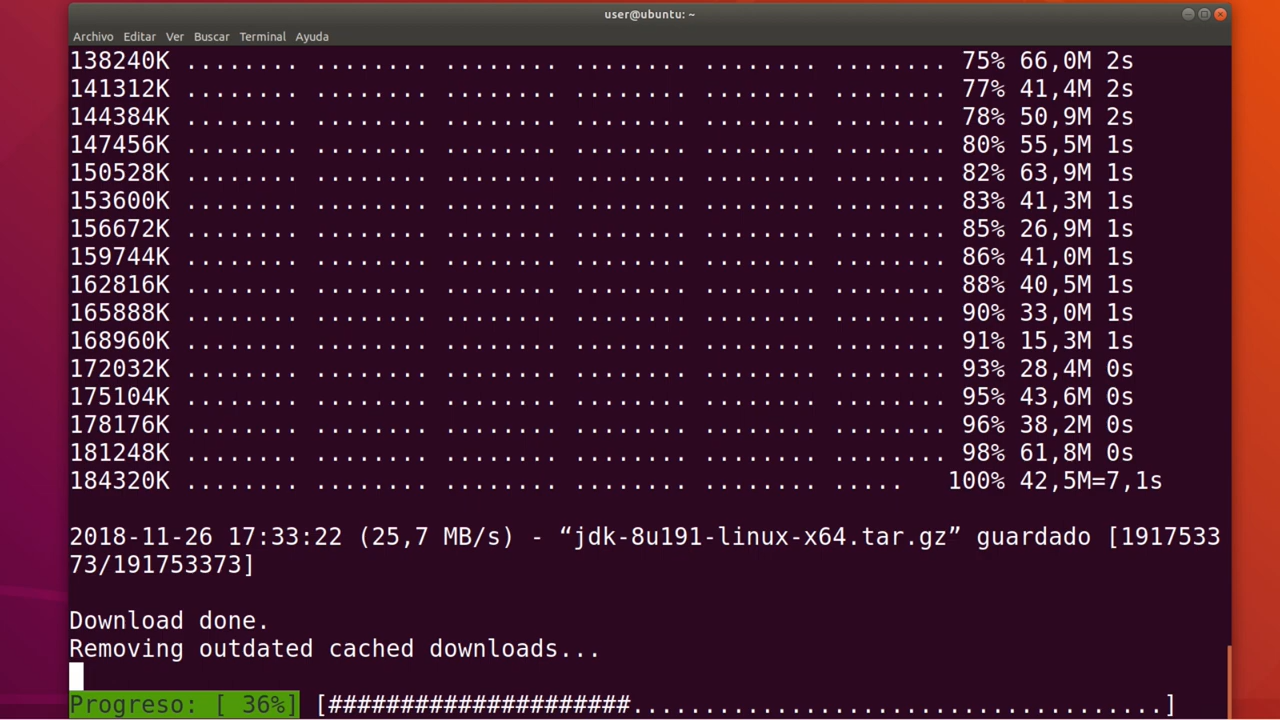 user@ubuntu: ~
Archivo Editar Ver Buscar Terminal Ayuda
138240K ........ ........ ........ ........ ........ ........ 75% 66,0M 2s
141312K ........ ........ ........ ........ ........ ........ 77% 41,4M 2s
144384K ........ ........ ........ ........ ........ ........ 78% 50,9M 2s
147456K ........ ........ ........ ........ ........ ........ 80% 55,5M 1s
150528K ........ ........ ........ ........ ........ ........ 82% 63,9M 1s
153600K ........ ........ ........ ........ ........ ........ 83% 41,3M 1s
156672K ........ ........ ........ ........ ........ ........ 85% 26,9M 1s
159744K ........ ........ ........ ........ ........ ........ 86% 41,0M 1s
162816K ........ ........ ........ ........ ........ ........ 88% 40,5M 1s
165888K ........ ........ ........ ........ ........ ........ 90% 33,0M 1s
168960K ........ ........ ........ ........ ........ ........ 91% 15,3M 1s
172032K ........ ........ ........ ........ ........ ........ 93% 28,4M 0s
175104K ........ ........ ........ ........ ........ ........ 95% 43,6M 0s
178176K ........ ........ ........ ........ ........ ........ 96% 38,2M 0s
181248K ........ ........ ........ ........ ........ ........ 98% 61,8M 0s
184320K ........ ........ ........ ........ ........ ..... 100% 42,5M=7,1s
2018-11-26 17:33:22 (25,7 MB/s) - “jdk-8u191-linux-x64.tar.gz” guardado [1917533
73/191753373]
Download done.
Removing outdated cached downloads...
Progreso: [ 36%] [#####################.....................................]